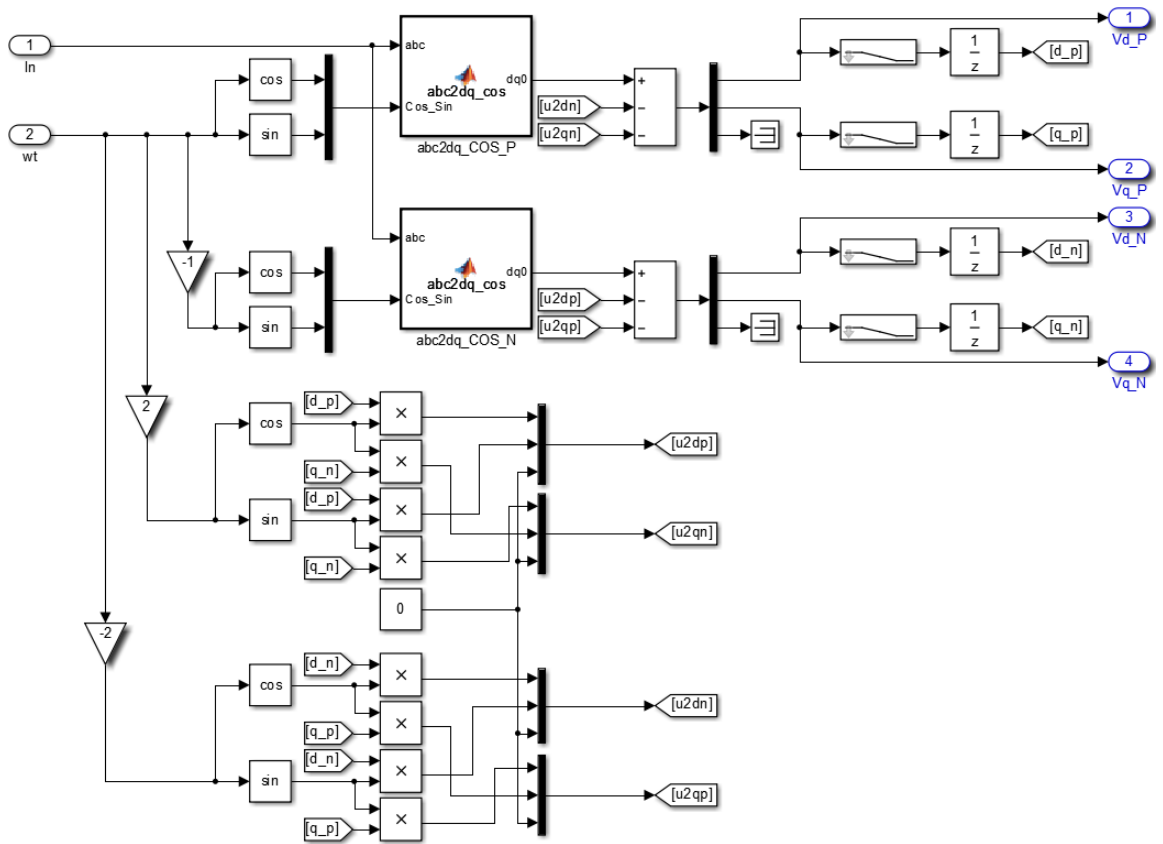 1
In
2
wt
cos
sin
abc
Cos_Sin
abc2dq_cos
dq0
abc2dq_COS_P
[u2dn]
[u2qn]
+
−
−
1
z
[d_p]
1
z
[q_p]
1
Vd_P
2
Vq_P
-1
cos
sin
abc
Cos_Sin
abc2dq_cos
dq0
abc2dq_COS_N
[u2dp]
[u2qp]
+
−
−
1
z
[d_n]
1
z
[q_n]
3
Vd_N
4
Vq_N
2
cos
sin
[d_p]
×
[q_n]
×
[d_p]
×
[q_n]
×
[u2dp]
[u2qn]
0
-2
cos
sin
[d_n]
×
[q_p]
×
[d_n]
×
[q_p]
×
[u2dn]
[u2qp]